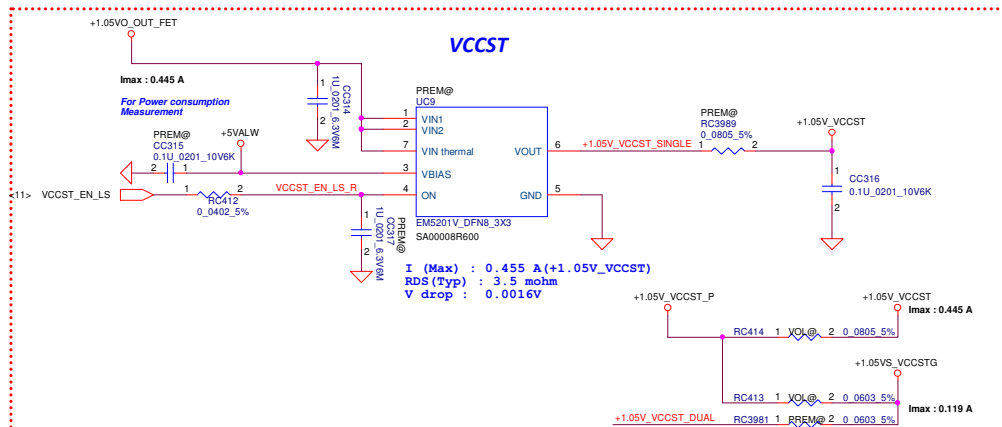 +1.05VO_OUT_FET
VCCST
Imax : 0.445 A
For Power consumption
Measurement
1
CC314
1U_0201_6.3V6M
2
PREM@
UC9
1
VIN1
2
VIN2
7
VIN thermal
3
VBIAS
4
ON
VOUT
6
GND
5
EM5201V_DFN8_3X3
SA00008R600
PREM@
CC315
0.1U_0201_10V6K
2
1
+5VALW
<11>
VCCST_EN_LS
1
2
RC412
0_0402_5%
VCCST_EN_LS_R
1
PREM@
CC317
1U_0201_6.3V6M
2
+1.05V_VCCST_SINGLE
PREM@
RC3989
0_0805_5%
1
2
+1.05V_VCCST
1
CC316
0.1U_0201_10V6K
2
I (Max) : 0.455 A(+1.05V_VCCST)
RDS(Typ) : 3.5 mohm
V drop : 0.0016V
+1.05V_VCCST_P
+1.05V_VCCST
Imax : 0.445 A
RC414 1 VOL@ 2 0_0805_5%
+1.05VS_VCCSTG
RC413 1 VOL@ 2 0_0603_5%
Imax : 0.119 A
+1.05V_VCCST_DUAL
RC3981 1 PREM@ 2 0_0603_5%